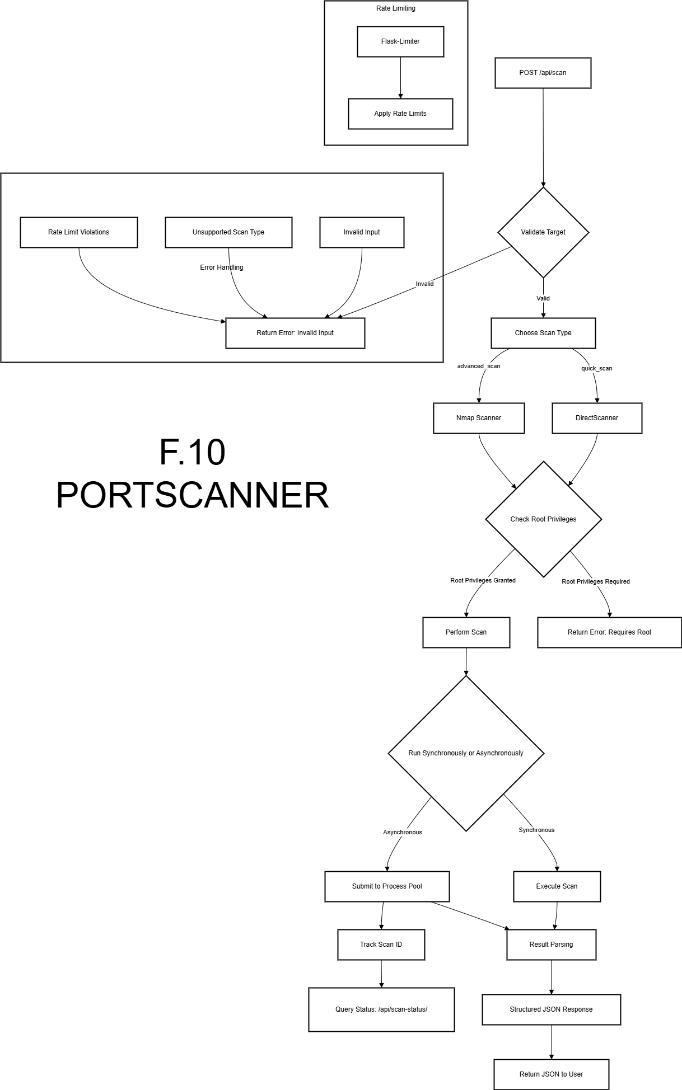 Rate Limiting
Flask-Limiter
Apply Rate Limits
POST /api/scan
Validate Target
Rate Limit Violations
Unsupported Scan Type
Invalid Input
Error Handling
Return Error: Invalid Input
Invalid
Valid
Choose Scan Type
advanced_scan
quick_scan
Nmap Scanner
DirectScanner
F.10
PORTSCANNER
Check Root Privileges
Root Privileges Granted
Root Privileges Required
Perform Scan
Return Error: Requires Root
Run Synchronously or Asynchronously
Asynchronous
Synchronous
Submit to Process Pool
Execute Scan
Track Scan ID
Result Parsing
Query Status: /api/scan-status/
Structured JSON Response
Return JSON to User